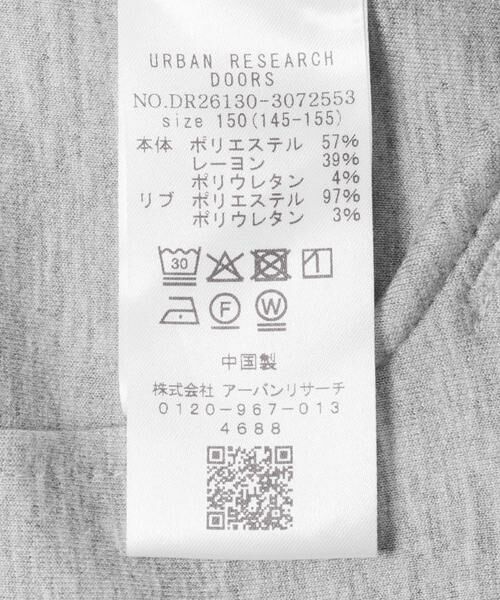 URBAN RESEARCH
DOORS
NO.DR26130-3072553
size 150(145-155)
本体 ポリエステル 57%
レーヨン 39%
ポリウレタン 4%
リブ ポリエステル 97%
ポリウレタン 3%
30
F W
中国製
株式会社 アーバンリサーチ
0120-967-013
4688